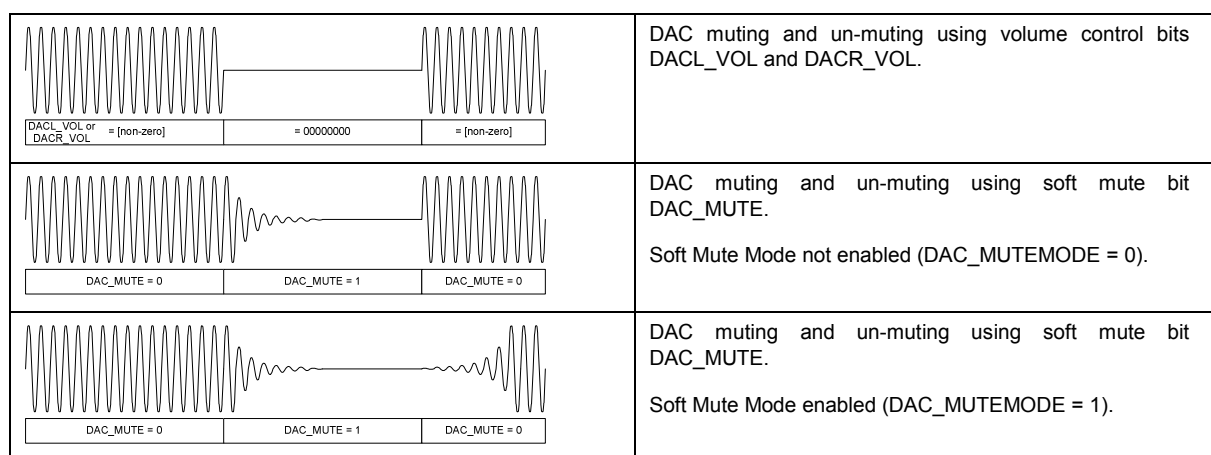 DAC muting and un-muting using volume control bits
DACL_VOL and DACR_VOL.
DACL_VOL or
DACR_VOL
= [non-zero]
= 00000000
= [non-zero]
DAC muting and un-muting using soft mute bit
DAC_MUTE.
Soft Mute Mode not enabled (DAC_MUTEMODE = 0).
DAC_MUTE = 0
DAC_MUTE = 1
DAC_MUTE = 0
DAC muting and un-muting using soft mute bit
DAC_MUTE.
Soft Mute Mode enabled (DAC_MUTEMODE = 1).
DAC_MUTE = 0
DAC_MUTE = 1
DAC_MUTE = 0